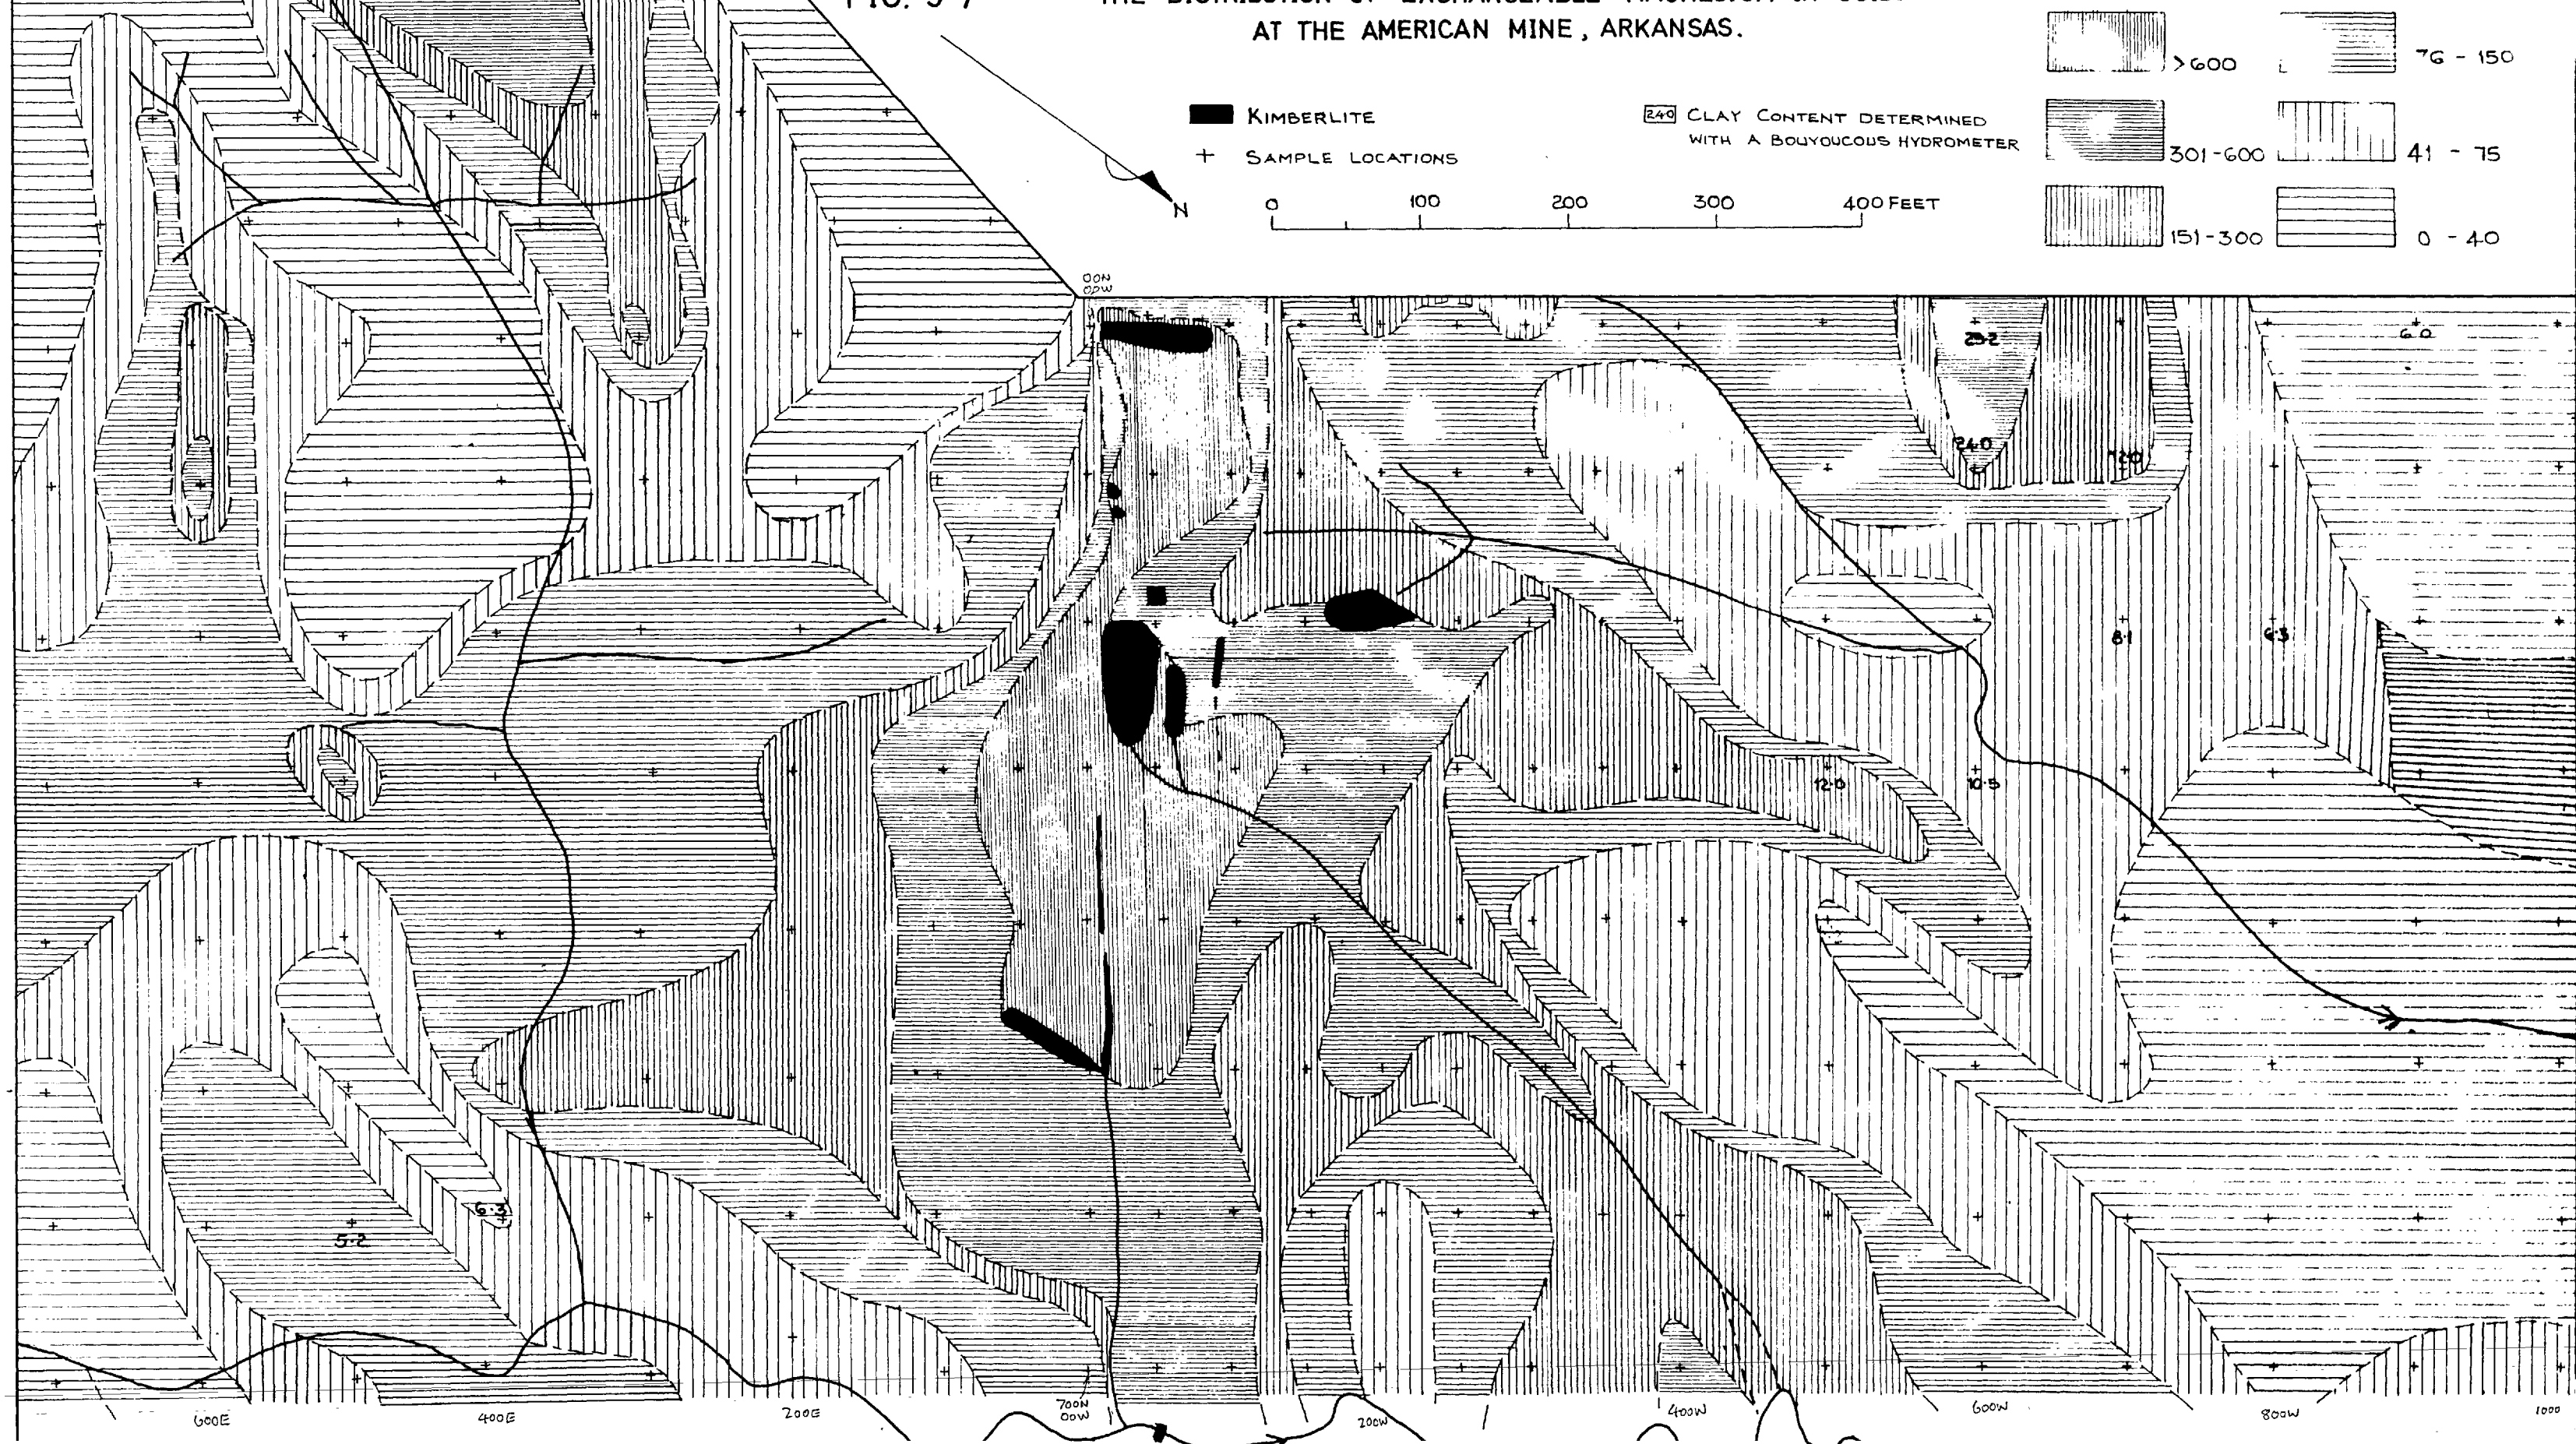 AT THE AMERICAN MINE, ARKANSAS.
KIMBERLITE
+ SAMPLE LOCATIONS
240 CLAY CONTENT DETERMINED
WITH A BOUYOUCOUS HYDROMETER
>600
76 - 150
301-600
41 - 75
151-300
0 - 40
N
0 100 200 300 400 FEET
00N
00W
23.2
6.0
240
120
8.1
6.3
12.0
10.5
6.3
5.2
600E
400E
200E
700N
00W
200W
400W
600W
800W
1000